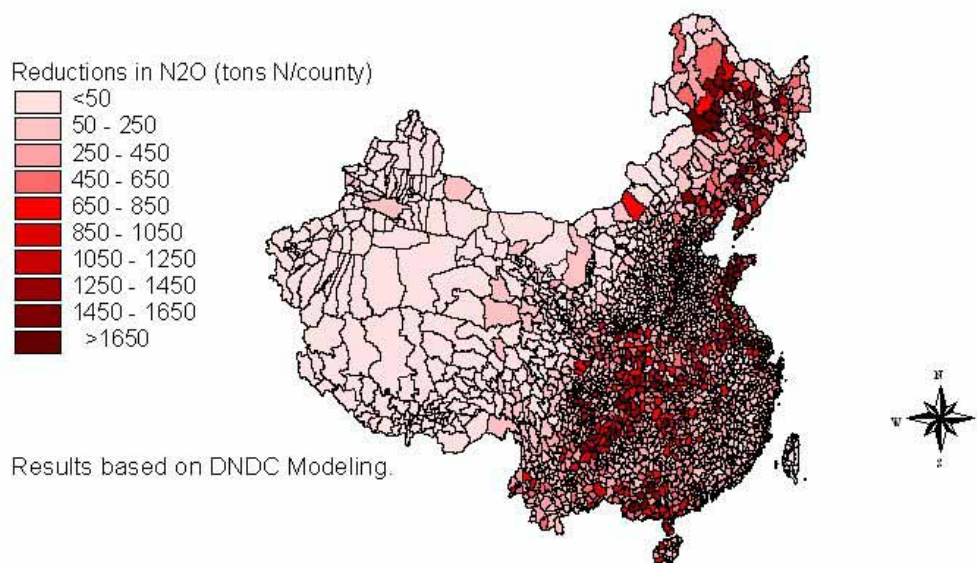 Reductions in N2O (tons N/county)
<50
50 - 250
250 - 450
450 - 650
650 - 850
850 - 1050
1050 - 1250
1250 - 1450
1450 - 1650
>1650
N
W
S
Results based on DNDC Modeling.